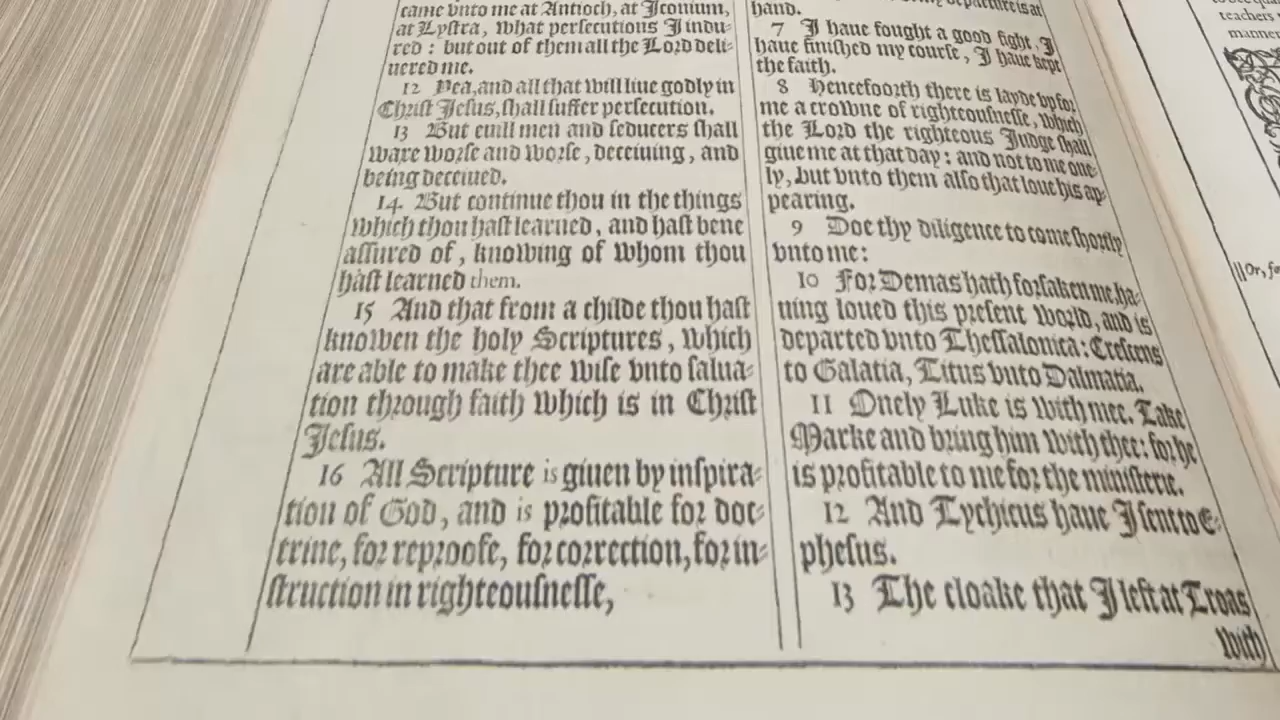 came vnto me at Antioch, at Iconium,
at Lystra, what persecutions I indu-
red: but out of them all the Lord deli-
uered me.
12 Yea, and all that will liue godly in
Christ Iesus, shall suffer persecution.
13 But euill men and seducers shall
waxe worse and worse, deceiuing, and
being deceiued.
14 But continue thou in the things
which thou hast learned, and hast bene
assured of, knowing of whom thou
hast learned them.
15 And that from a childe thou hast
knowen the holy Scriptures, which
are able to make thee wise vnto salua-
tion through faith which is in Christ
Iesus.
16 All Scripture is giuen by inspira-
tion of God, and is profitable for doc-
trine, for reproofe, for correction, for in-
struction in righteousnesse,
departure is at
hand.
7 I haue fought a good fight, I
haue finished my course, I haue kept
the faith.
8 Hencefoorth there is layde vp for
me a crowne of righteousnesse, which
the Lord the righteous Iudge shall
giue me at that day: and not to me one-
ly, but vnto them also that loue his ap-
pearing.
9 Doe thy diligence to come shortly
vnto me:
10 For Demas hath forsaken me, ha-
uing loued this present world, and is
departed vnto Thessalonica: Crescens
to Galatia, Titus vnto Dalmatia.
11 Onely Luke is with mee. Take
Marke and bring him with thee: for he
is profitable to me for the ministerie.
12 And Tychicus haue I sent to E-
phesus.
13 The cloake that I left at Troas
with
teachers
manner
||Or, fo